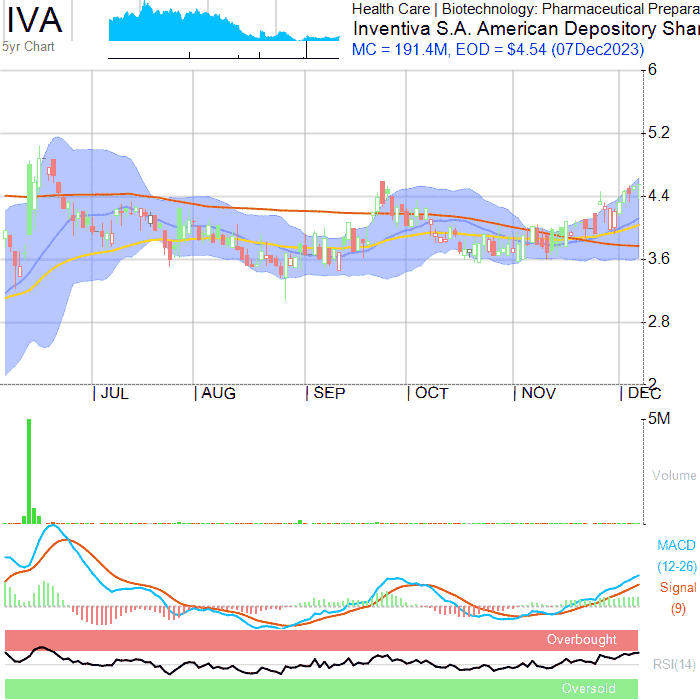 IVA
5yr Chart
Health Care | Biotechnology: Pharmaceutical Prepara
Inventiva S.A. American Depository Shar
MC = 191.4M, EOD = $4.54 (07Dec2023)
6
5.2
4.4
3.6
2.8
2
JUL AUG SEP OCT NOV DEC
5M
Volume
MACD
(12-26)
Signal
(9)
Overbought
RSI(14)
Oversold